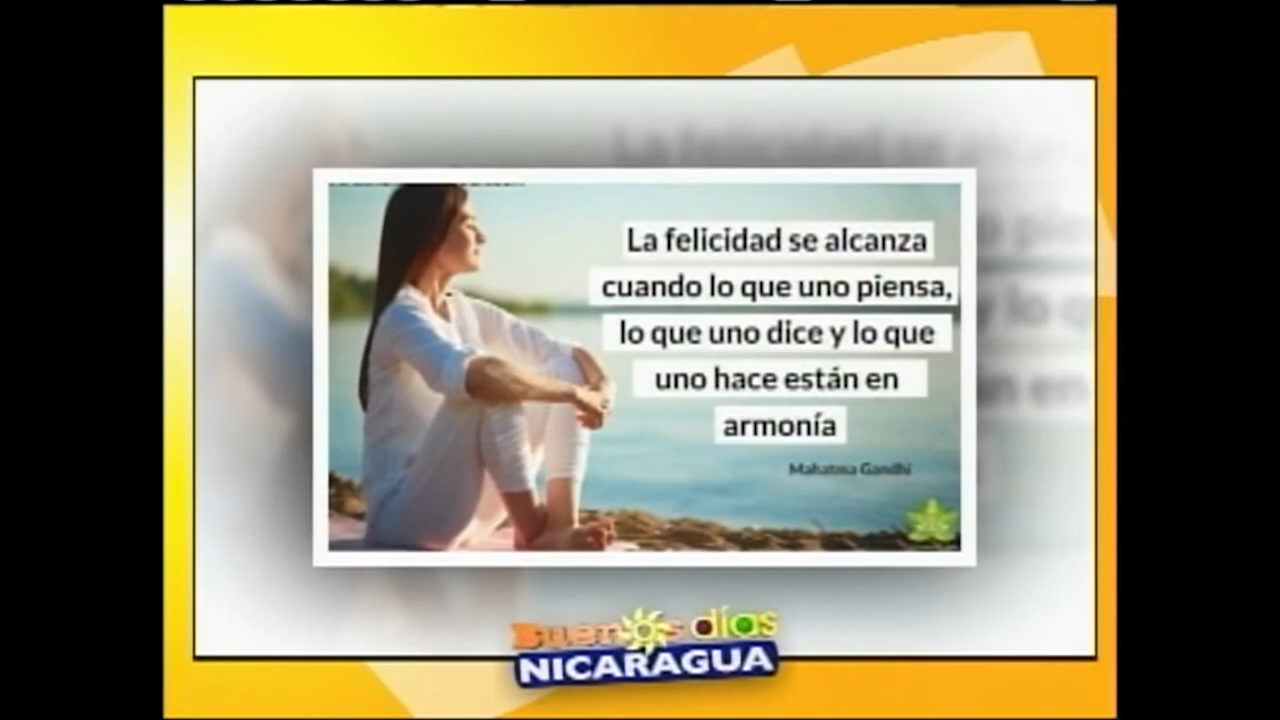 La felicidad se alcanza
cuando lo que uno piensa,
lo que uno dice y lo que
uno hace están en
armonía
Mahatma Gandhi
Buenos días
NICARAGUA